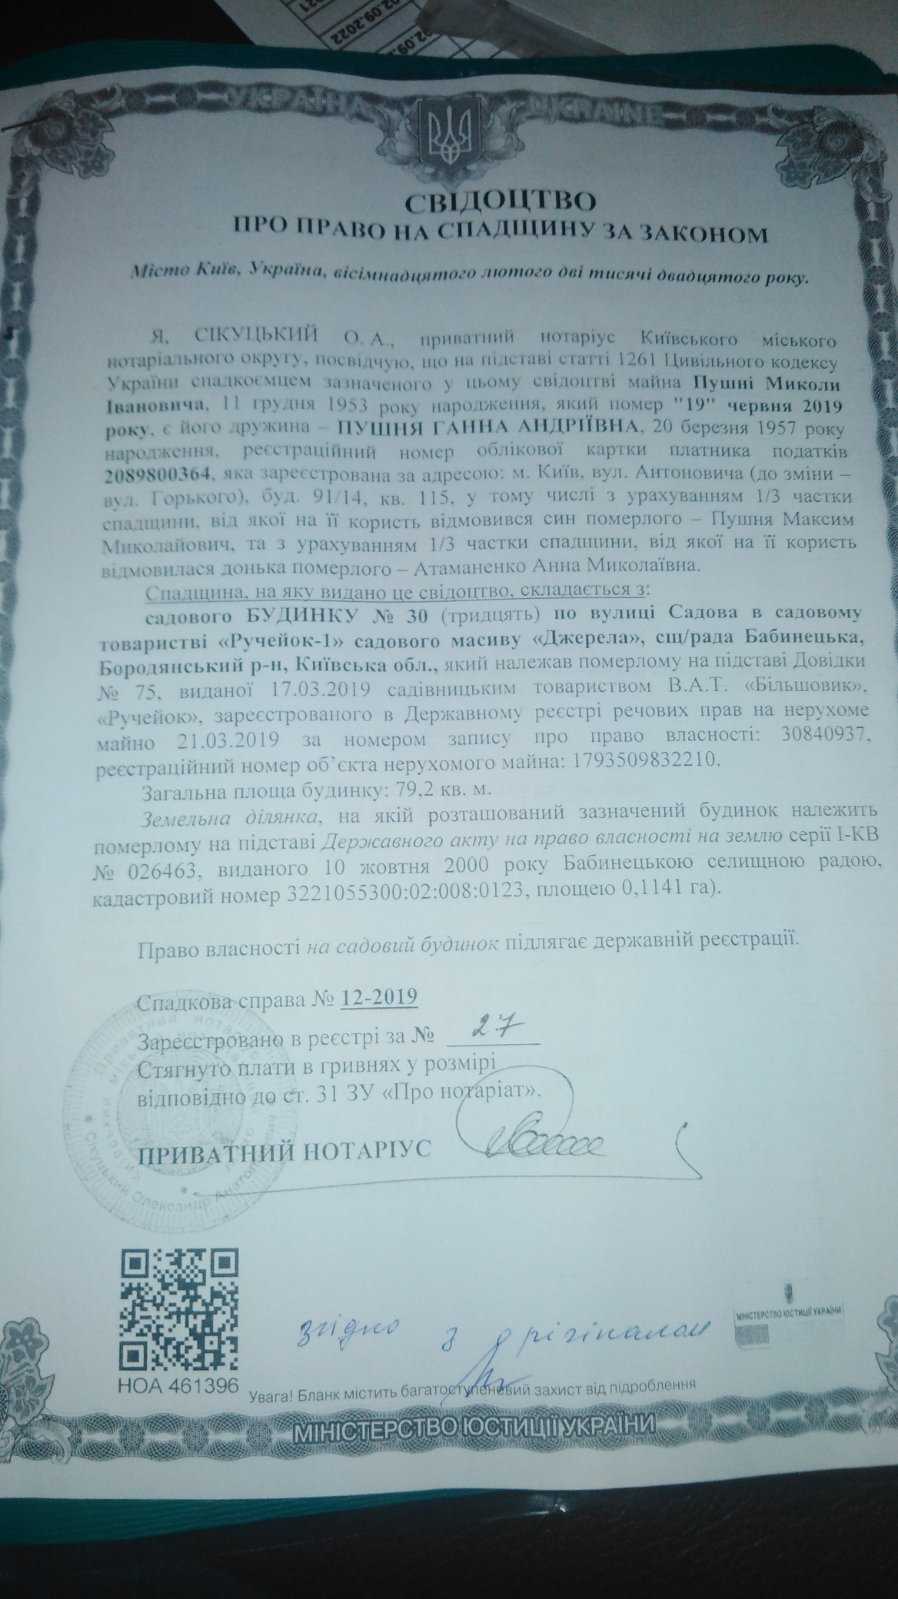 02.09.2022
УКРАЇНА UKRAINE
СВІДОЦТВО
ПРО ПРАВО НА СПАДЩИНУ ЗА ЗАКОНОМ
Місто Київ, Україна, вісімнадцятого лютого дві тисячі двадцятого року.
Я, СІКУЦЬКИЙ О. А., приватний нотаріус Київського міського
нотаріального округу, посвідчую, що на підставі статті 1261 Цивільного кодексу
України спадкоємцем зазначеного у цьому свідоцтві майна Пушні Миколи
Івановича, 11 грудня 1953 року народження, який помер "19" червня 2019
року, є його дружина – ПУШНЯ ГАННА АНДРІЇВНА, 20 березня 1957 року
народження, реєстраційний номер облікової картки платника податків
2089800364, яка зареєстрована за адресою: м. Київ, вул. Антоновича (до зміни –
вул. Горького), буд. 91/14, кв. 115, у тому числі з урахуванням 1/3 частки
спадщини, від якої на її користь відмовився син померлого – Пушня Максим
Миколайович, та з урахуванням 1/3 частки спадщини, від якої на її користь
відмовилася донька померлого – Атаманенко Анна Миколаївна.
Спадщина, на яку видано це свідоцтво, складається з:
садового БУДИНКУ № 30 (тридцять) по вулиці Садова в садовому
товаристві «Ручейок-1» садового масиву «Джерела», сщ/рада Бабинецька,
Бородянський р-н, Київська обл., який належав померлому на підставі Довідки
№ 75, виданої 17.03.2019 садівницьким товариством В.А.Т. «Більшовик»,
«Ручейок», зареєстрованого в Державному реєстрі речових прав на нерухоме
майно 21.03.2019 за номером запису про право власності: 30840937,
реєстраційний номер об’єкта нерухомого майна: 1793509832210.
Загальна площа будинку: 79,2 кв. м.
Земельна ділянка, на якій розташований зазначений будинок належить
померлому на підставі Державного акту на право власності на землю серії І-КВ
№ 026463, виданого 10 жовтня 2000 року Бабинецькою селищною радою,
кадастровий номер 3221055300:02:008:0123, площею 0,1141 га).
Право власності на садовий будинок підлягає державній реєстрації.
Спадкова справа № 12-2019
Зареєстровано в реєстрі за № 27
Стягнуто плати в гривнях у розмірі
відповідно до ст. 31 ЗУ «Про нотаріат».
ПРИВАТНИЙ НОТАРІУС
Сікуцький Олександр
згідно з орігіналом
МІНІСТЕРСТВО ЮСТИЦІЇ УКРАЇНИ
НОА 461396
Увага! Бланк містить багатоступеневий захист від підроблення
МІНІСТЕРСТВО ЮСТИЦІЇ УКРАЇНИ